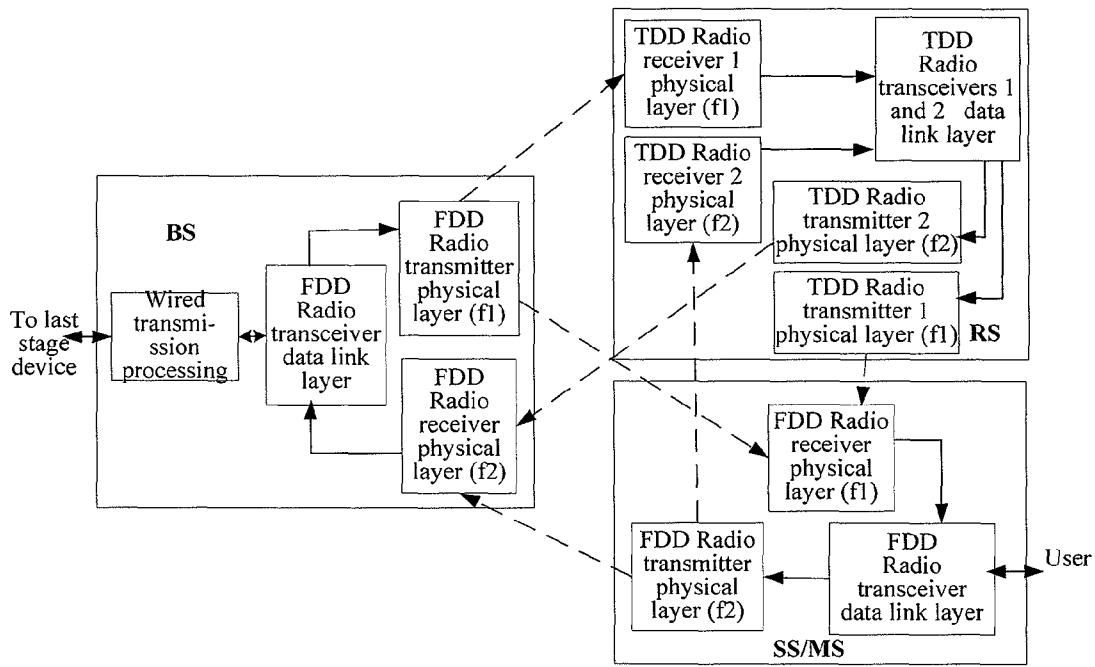 BS
To last
stage
device
Wired
transmi-
ssion
processing
FDD
Radio
transceiver
data link
layer
FDD
Radio
transmitter
physical
layer (f1)
FDD
Radio
receiver
physical
layer (f2)
TDD Radio
receiver 1
physical
layer (f1)
TDD Radio
receiver 2
physical
layer (f2)
TDD
Radio
transceivers 1
and 2 data
link layer
TDD Radio
transmitter 2
physical layer (f2)
TDD Radio
transmitter 1
physical layer (f1)
RS
FDD Radio
receiver
physical
layer (f1)
FDD Radio
transmitter
physical
layer (f2)
FDD
Radio
transceiver
data link layer
User
SS/MS